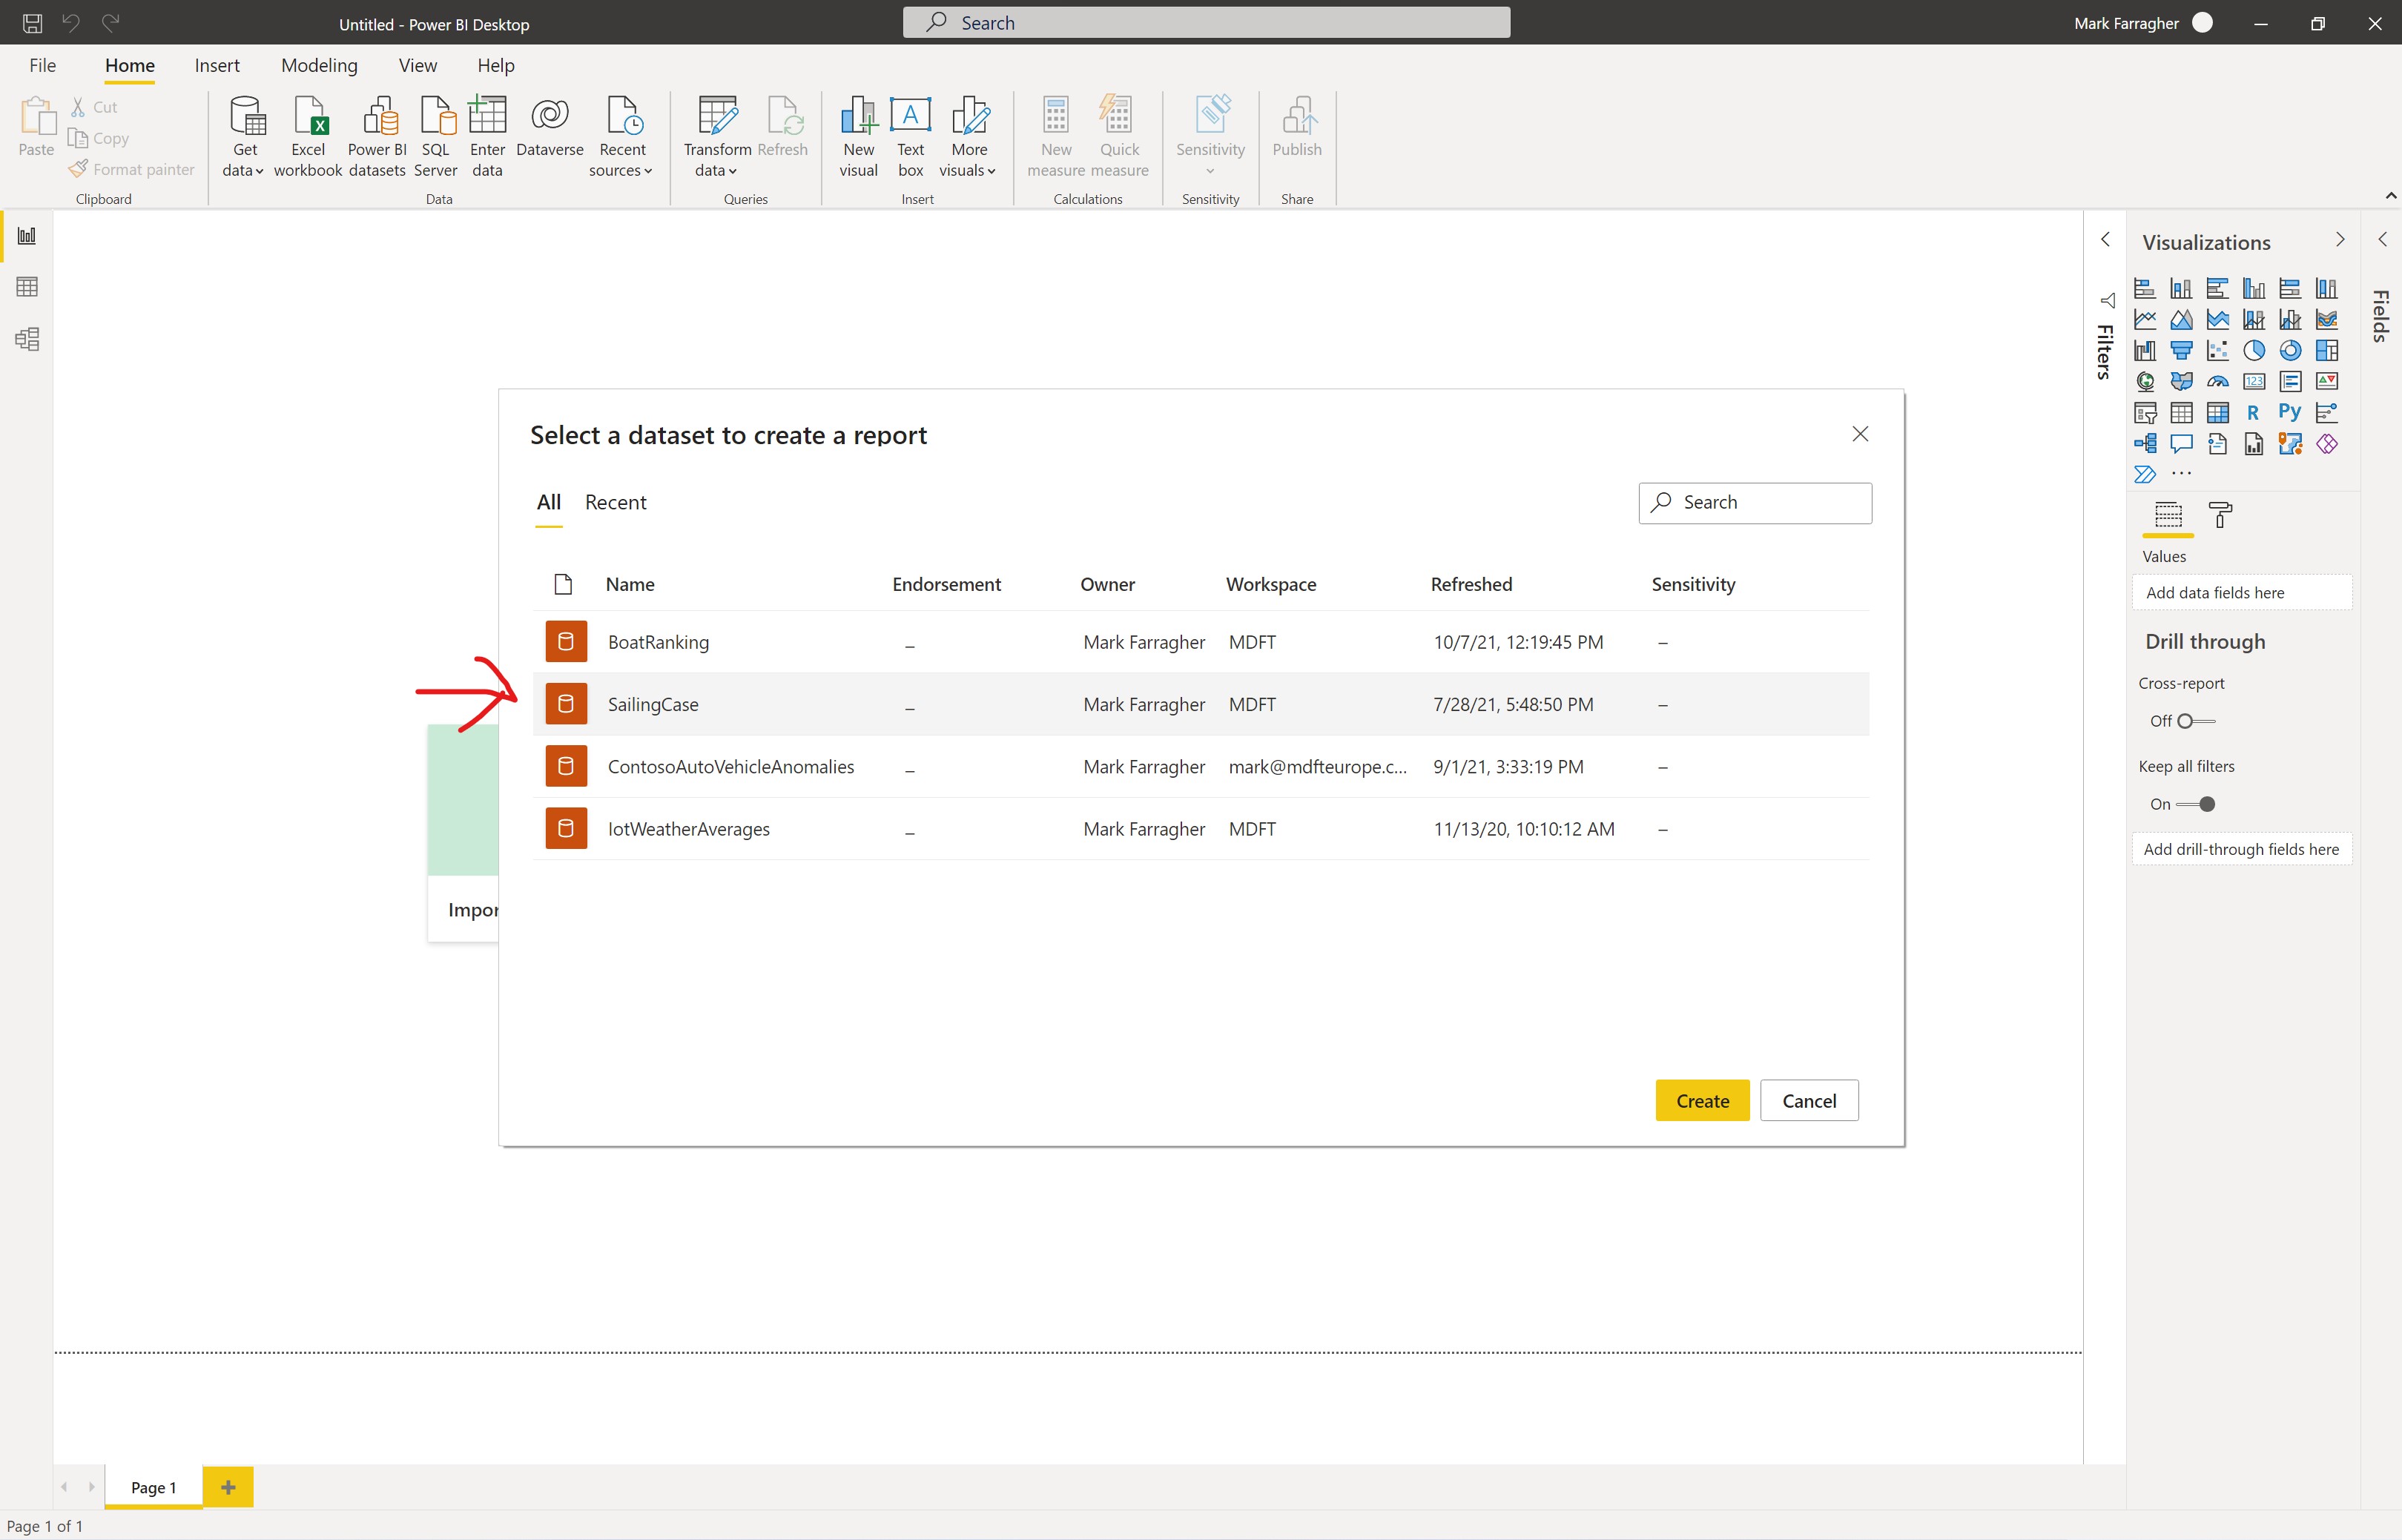 Untitled - Power BI Desktop
Search
Mark Farragher
File Home Insert Modeling View Help
Paste
Cut
Copy
Format painter
Clipboard
Get data
Excel workbook
Power BI datasets
SQL Server
Enter data
Dataverse
Recent sources
Data
Transform data
Refresh
Queries
New visual
Text box
More visuals
Insert
New measure
Quick measure
Calculations
Sensitivity
Sensitivity
Publish
Share
Filters
Visualizations
Fields
123
R
Py
Values
Add data fields here
Drill through
Cross-report
Off
Keep all filters
On
Add drill-through fields here
Impor
Select a dataset to create a report
All Recent
Search
Name Endorsement Owner Workspace Refreshed Sensitivity
BoatRanking – Mark Farragher MDFT 10/7/21, 12:19:45 PM –
SailingCase – Mark Farragher MDFT 7/28/21, 5:48:50 PM –
ContosoAutoVehicleAnomalies – Mark Farragher mark@mdfteurope.c... 9/1/21, 3:33:19 PM –
IotWeatherAverages – Mark Farragher MDFT 11/13/20, 10:10:12 AM –
Create Cancel
Page 1
Page 1 of 1